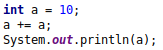 int a = 10;
a += a;
System.out.println(a);